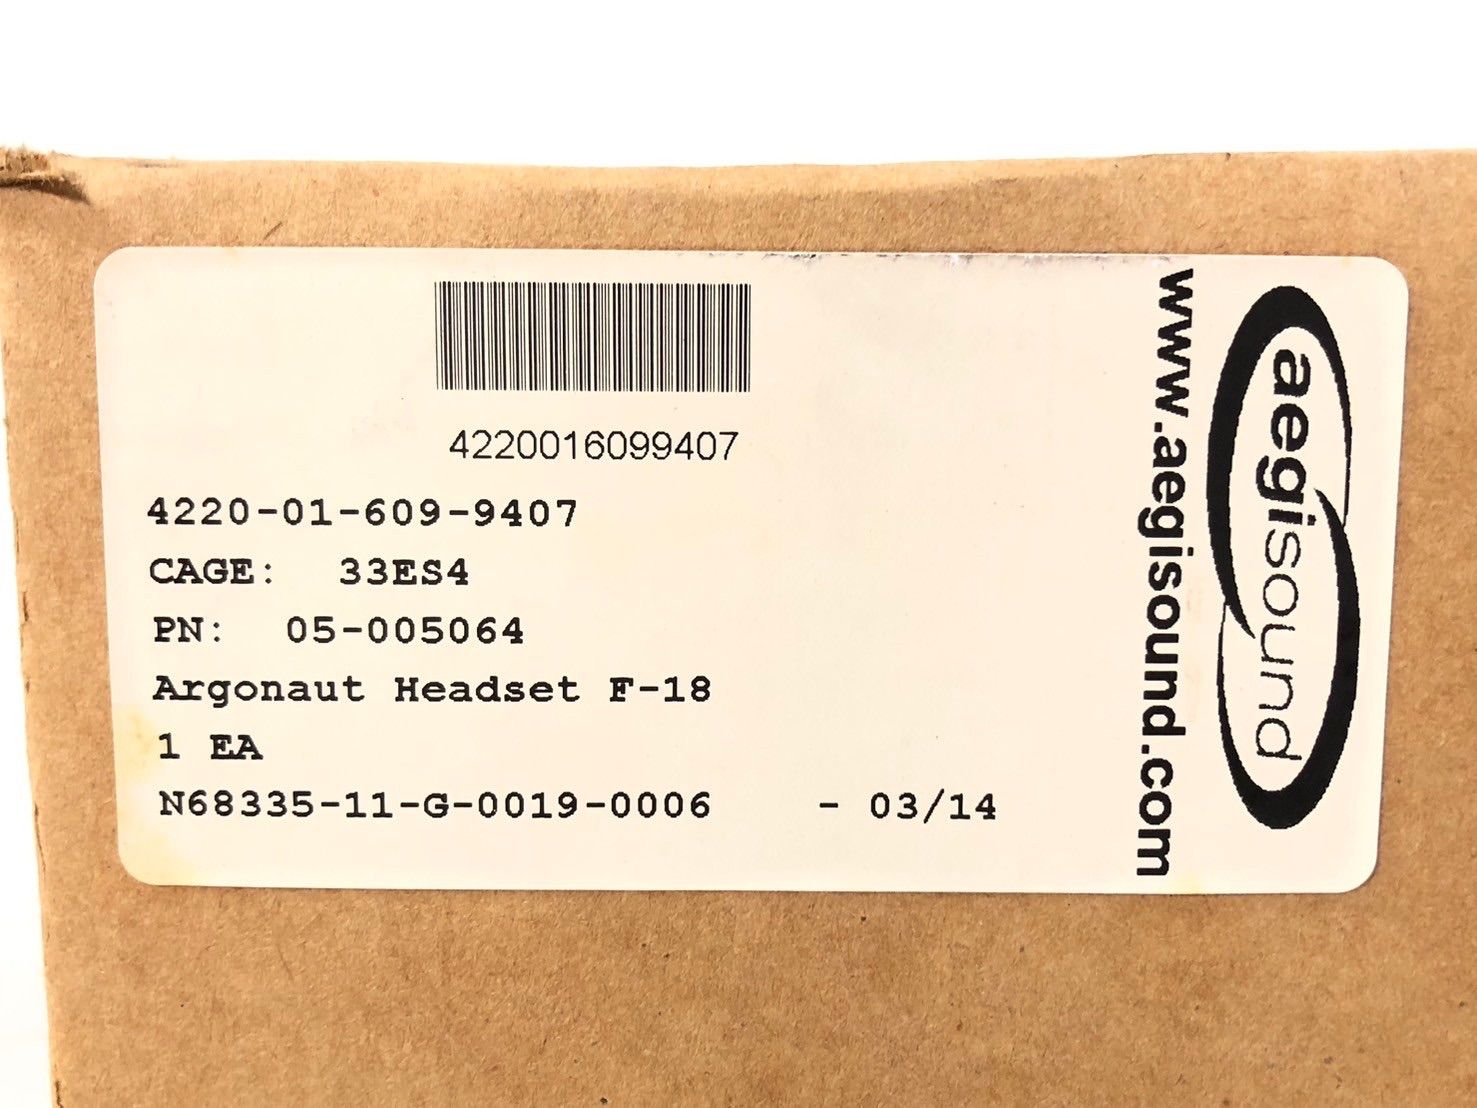 4220016099407
4220-01-609-9407
CAGE: 33ES4
PN: 05-005064
Argonaut Headset F-18
1 EA
N68335-11-G-0019-0006 - 03/14
www.aegisound.com
aegisound